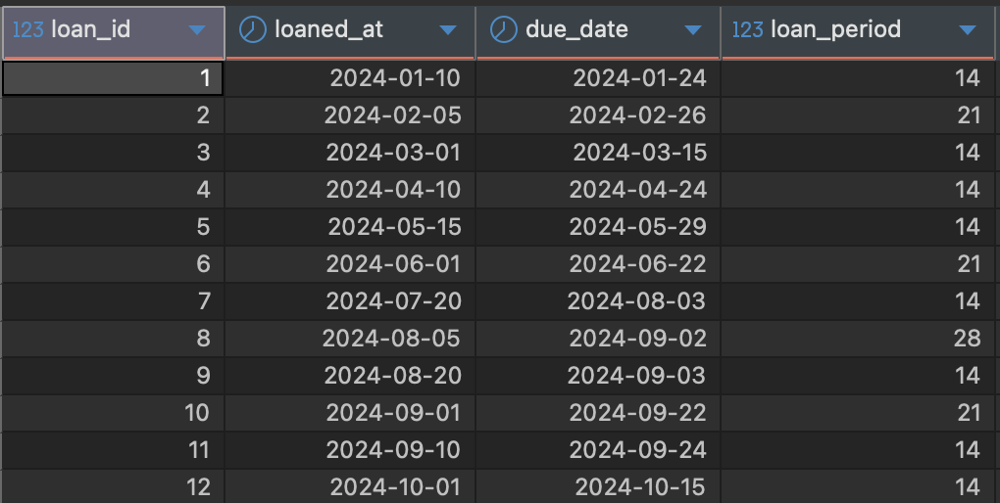 123 loan_id loaned_at due_date 123 loan_period
1 2024-01-10 2024-01-24 14
2 2024-02-05 2024-02-26 21
3 2024-03-01 2024-03-15 14
4 2024-04-10 2024-04-24 14
5 2024-05-15 2024-05-29 14
6 2024-06-01 2024-06-22 21
7 2024-07-20 2024-08-03 14
8 2024-08-05 2024-09-02 28
9 2024-08-20 2024-09-03 14
10 2024-09-01 2024-09-22 21
11 2024-09-10 2024-09-24 14
12 2024-10-01 2024-10-15 14